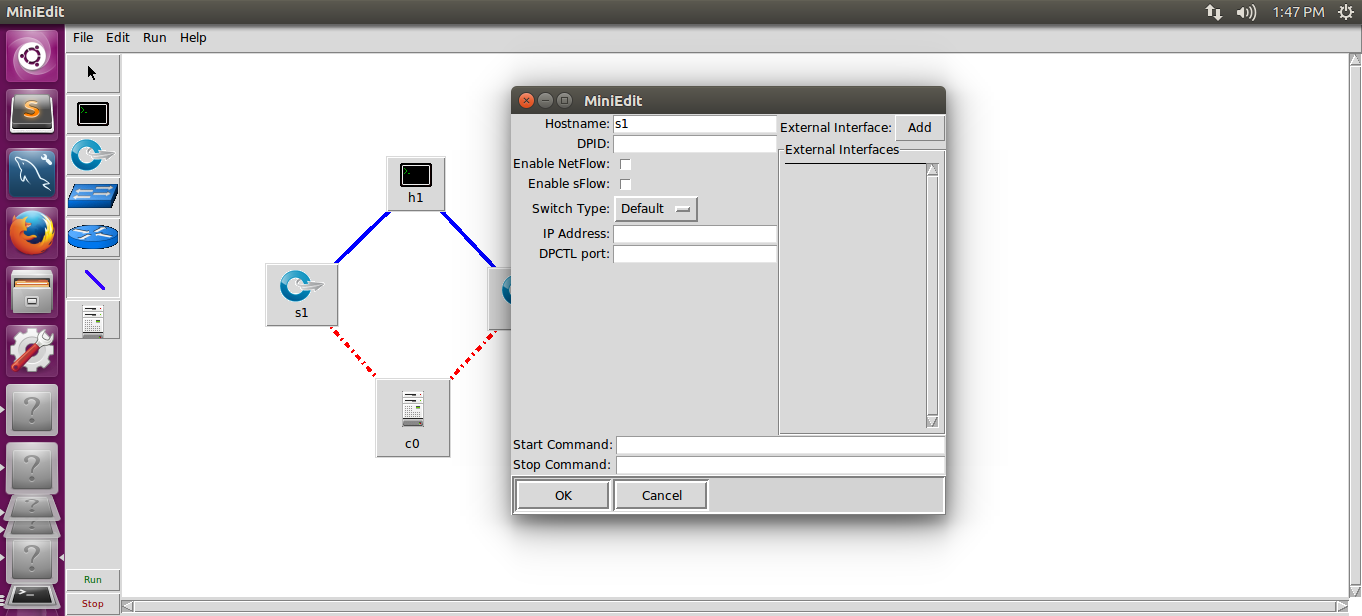 MiniEdit
1:47 PM
File Edit Run Help
MiniEdit
Hostname: s1
External Interface: Add
DPID:
External Interfaces
Enable NetFlow:
Enable sFlow:
Switch Type: Default
IP Address:
DPCTL port:
h1
s1
c0
Start Command:
Stop Command:
OK Cancel
Run
Stop